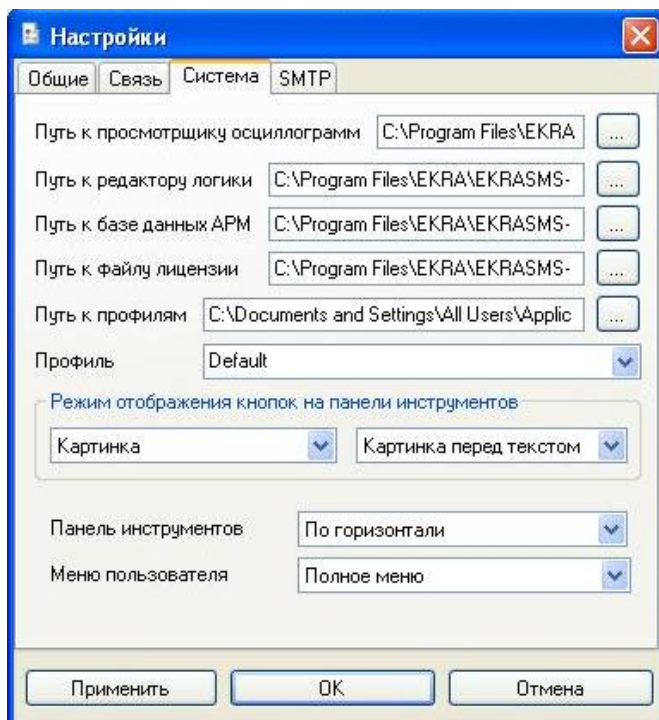 Настройки
Общие Связь Система SMTP
Путь к просмотрщику осциллограмм C:\Program Files\EKRA ...
Путь к редактору логики C:\Program Files\EKRA\EKRASMS- ...
Путь к базе данных АРМ C:\Program Files\EKRA\EKRASMS- ...
Путь к файлу лицензии C:\Program Files\EKRA\EKRASMS- ...
Путь к профилям C:\Documents and Settings\All Users\Applic ...
Профиль Default
Режим отображения кнопок на панели инструментов
Картинка Картинка перед текстом
Панель инструментов По горизонтали
Меню пользователя Полное меню
Применить OK Отмена